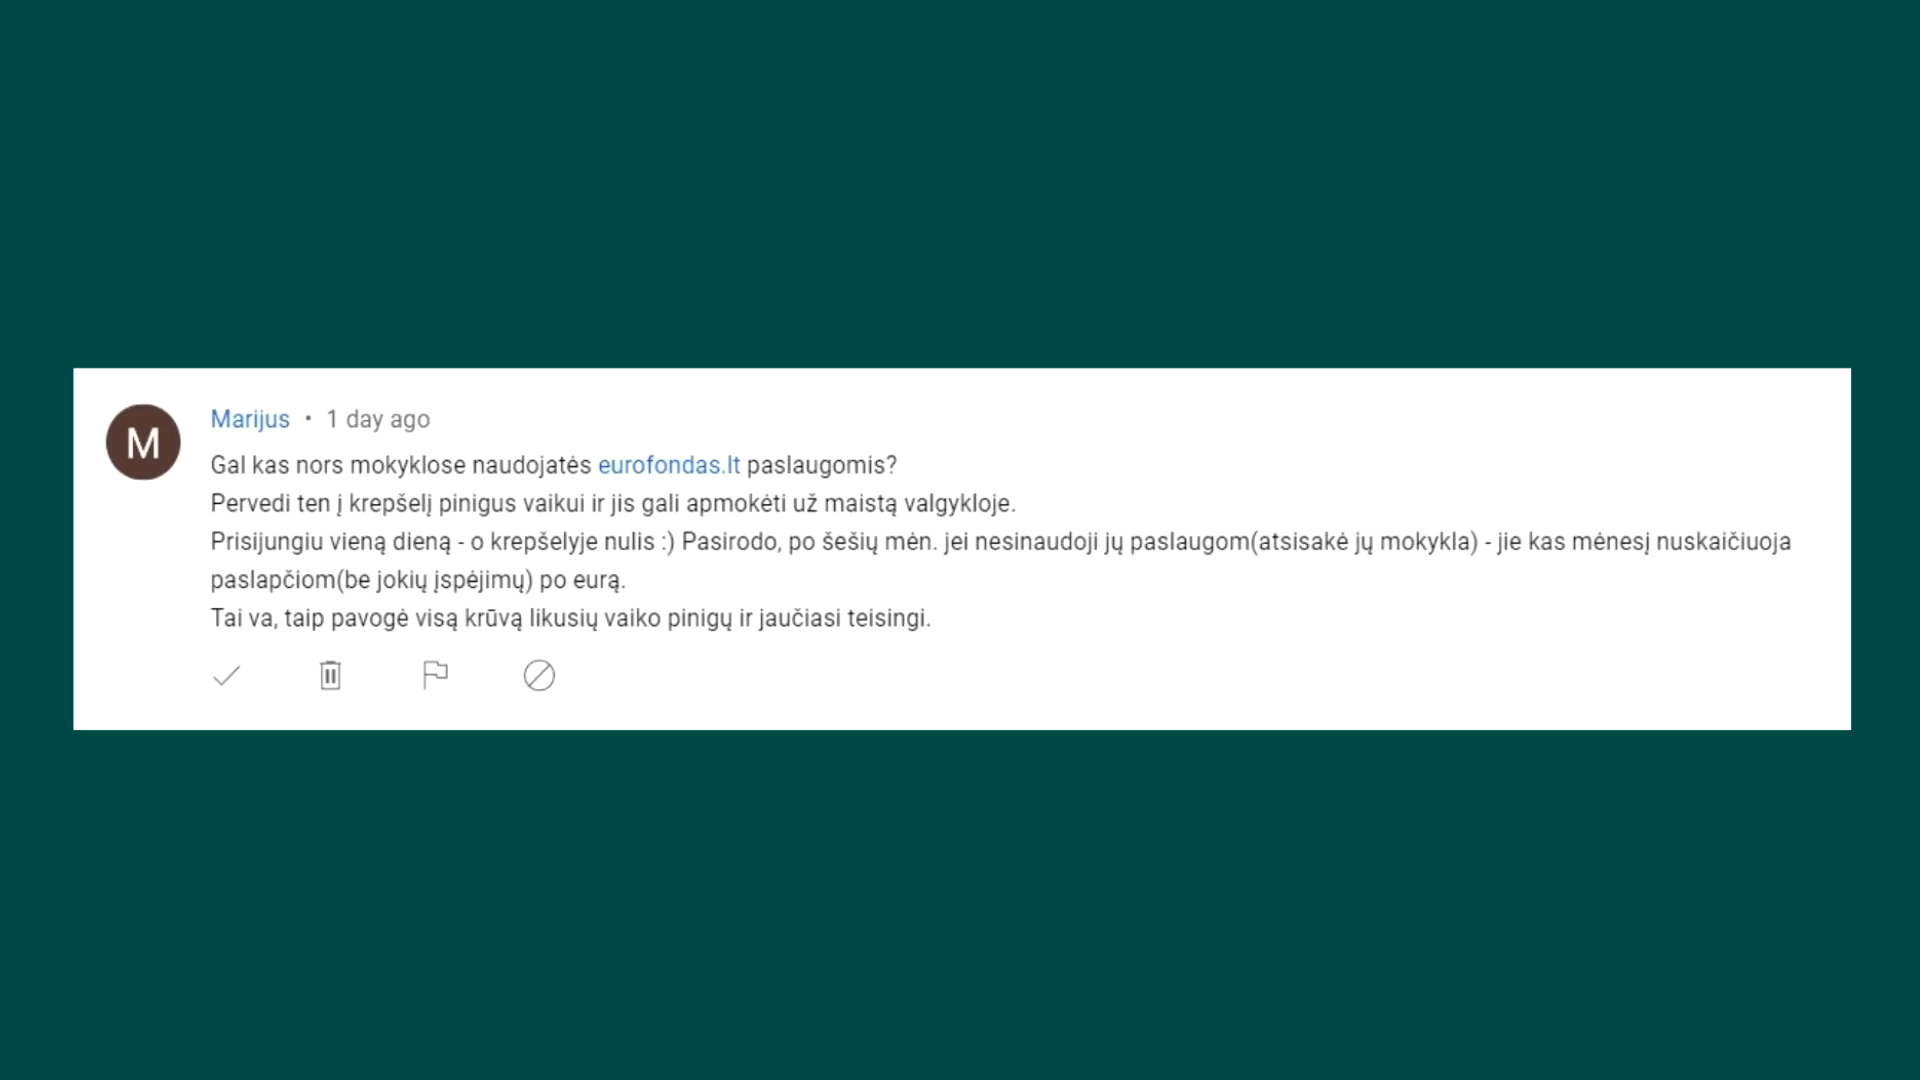 M
Marijus • 1 day ago
Gal kas nors mokyklose naudojatės eurofondas.lt paslaugomis?
Pervedi ten į krepšelį pinigus vaikui ir jis gali apmokėti už maistą valgykloje.
Prisijungiu vieną dieną - o krepšelyje nulis :) Pasirodo, po šešių mėn. jei nesinaudoji jų paslaugom(atsisakė jų mokykla) - jie kas mėnesį nuskaičiuoja
paslapčiom(be jokių įspėjimų) po eurą.
Tai va, taip pavogė visą krūvą likusių vaiko pinigų ir jaučiasi teisingi.